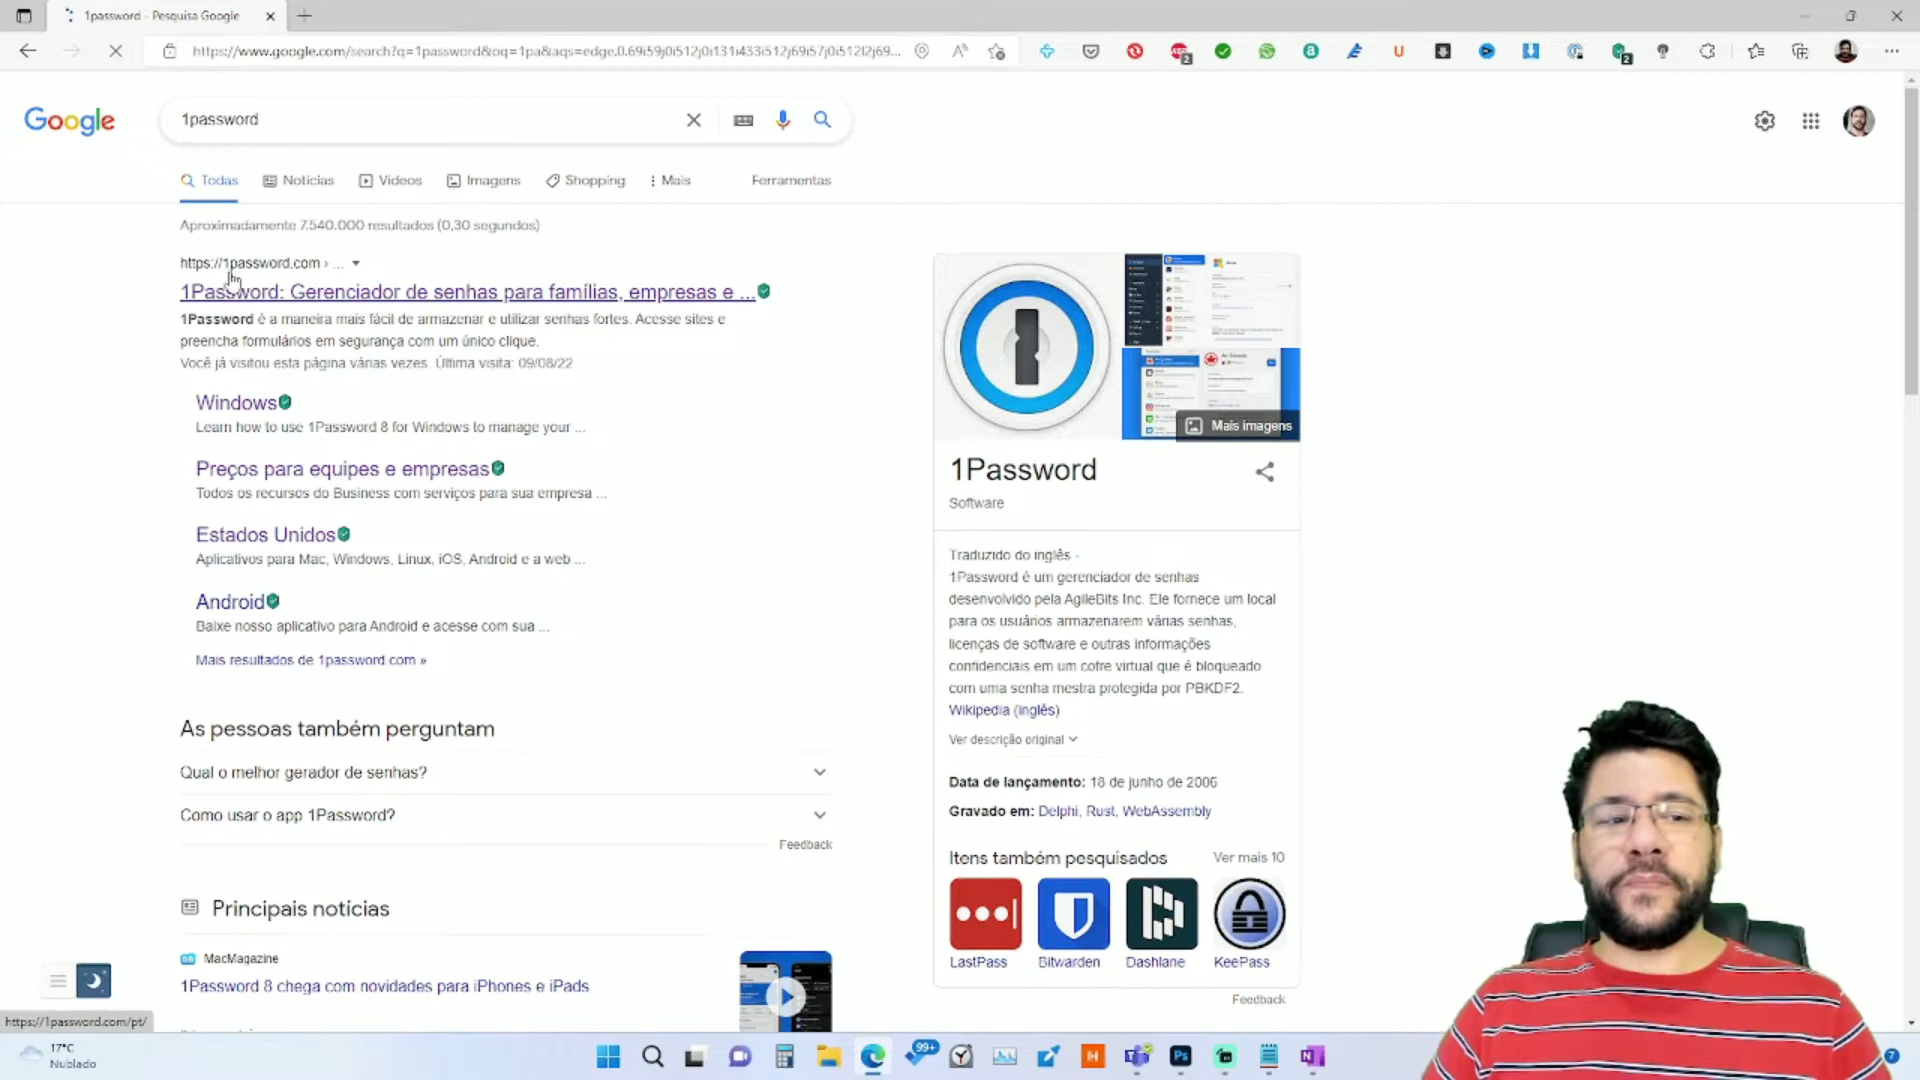 1password - Pesquisa Google
https://www.google.com/search?q=1password&oq=1pa&aqs=edge.0.69i59j0i512j0i131i433i512j69i57j0i512l2j69...
2
2
Google
1password
Todas
Notícias
Vídeos
Imagens
Shopping
Mais
Ferramentas
Aproximadamente 7.540.000 resultados (0,30 segundos)
https://1password.com › ...
1Password: Gerenciador de senhas para famílias, empresas e ...
1Password é a maneira mais fácil de armazenar e utilizar senhas fortes. Acesse sites e
preencha formulários em segurança com um único clique.
Você já visitou esta página várias vezes. Última visita: 09/08/22
Windows
Learn how to use 1Password 8 for Windows to manage your ...
Preços para equipes e empresas
Todos os recursos do Business com serviços para sua empresa ...
Estados Unidos
Aplicativos para Mac, Windows, Linux, iOS, Android e a web ...
Android
Baixe nosso aplicativo para Android e acesse com sua ...
Mais resultados de 1password.com »
As pessoas também perguntam
Qual o melhor gerador de senhas?
Como usar o app 1Password?
Feedback
Principais notícias
MacMagazine
1Password 8 chega com novidades para iPhones e iPads
https://1password.com/pt/
Mais imagens
1Password
Software
Traduzido do inglês -
1Password é um gerenciador de senhas
desenvolvido pela AgileBits Inc. Ele fornece um local
para os usuários armazenarem várias senhas,
licenças de software e outras informações
confidenciais em um cofre virtual que é bloqueado
com uma senha mestra protegida por PBKDF2.
Wikipedia (inglês)
Ver descrição original
Data de lançamento: 18 de junho de 2006
Gravado em: Delphi, Rust, WebAssembly
Itens também pesquisados
Ver mais 10
LastPass
Bitwarden
Dashlane
KeePass
Feedback
17°C
Nublado
99+
Ps
7